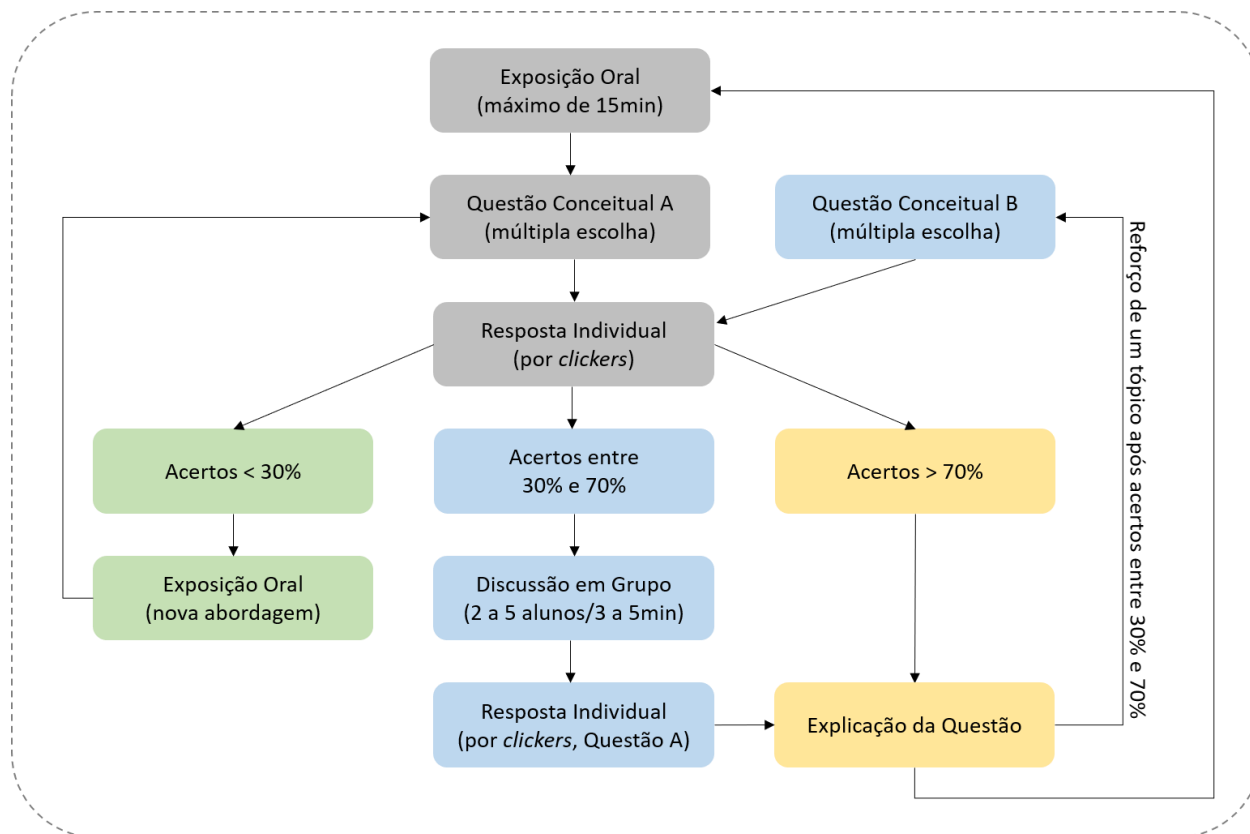 Exposição Oral
(máximo de 15min)
Questão Conceitual A
(múltipla escolha)
Questão Conceitual B
(múltipla escolha)
Resposta Individual
(por clickers)
Acertos < 30%
Acertos entre
30% e 70%
Acertos > 70%
Exposição Oral
(nova abordagem)
Discussão em Grupo
(2 a 5 alunos/3 a 5min)
Resposta Individual
(por clickers, Questão A)
Explicação da Questão
Reforço de um tópico após acertos entre 30% e 70%